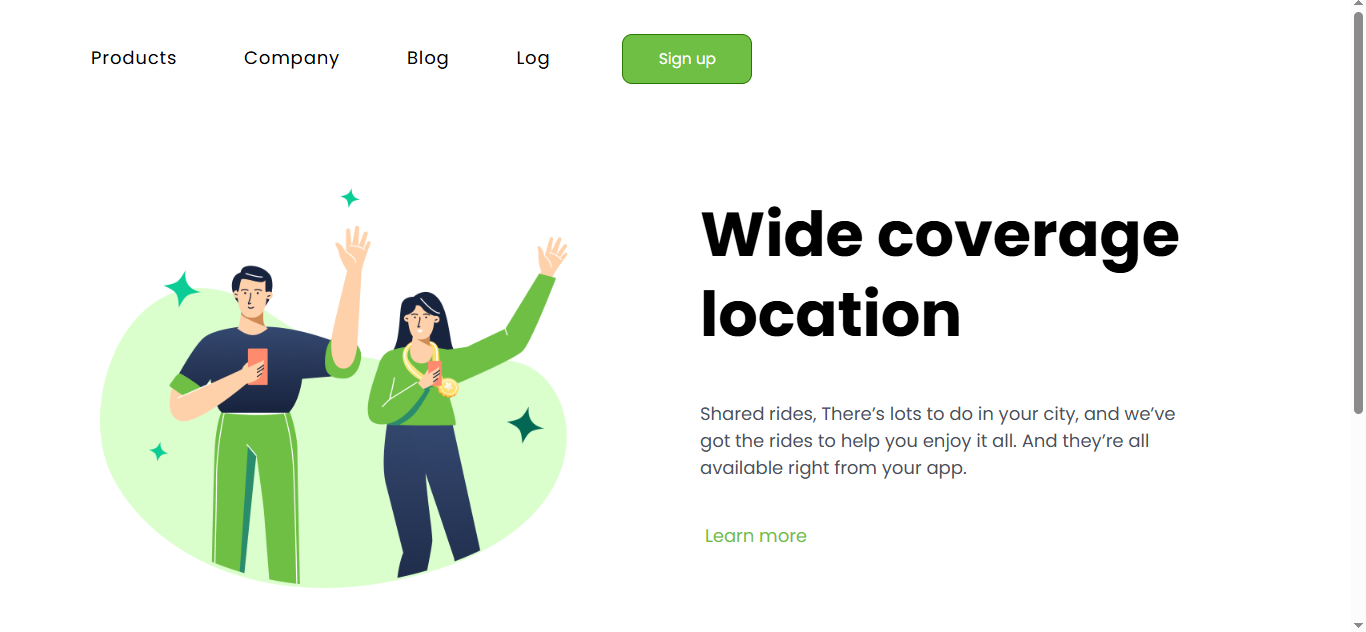 Products Company Blog Log Sign up
Wide coverage
location
Shared rides, There’s lots to do in your city, and we’ve
got the rides to help you enjoy it all. And they’re all
available right from your app.
Learn more